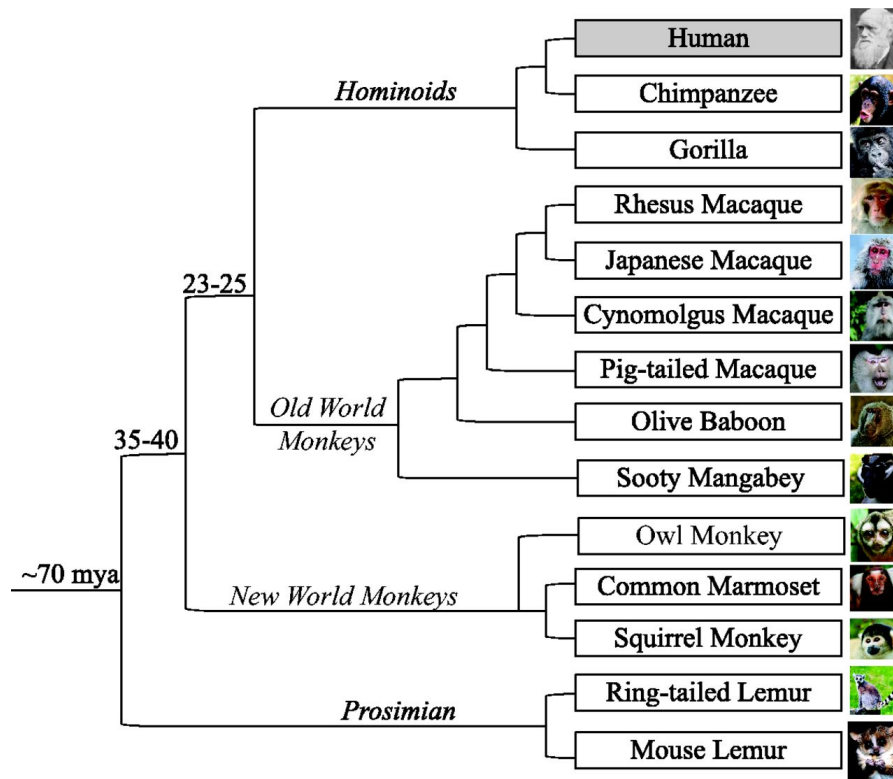 Human
Hominoids
Chimpanzee
Gorilla
Rhesus Macaque
Japanese Macaque
23-25
Cynomolgus Macaque
Pig-tailed Macaque
Old World
Monkeys
Olive Baboon
35-40
Sooty Mangabey
Owl Monkey
~70 mya
New World Monkeys
Common Marmoset
Squirrel Monkey
Ring-tailed Lemur
Prosimian
Mouse Lemur